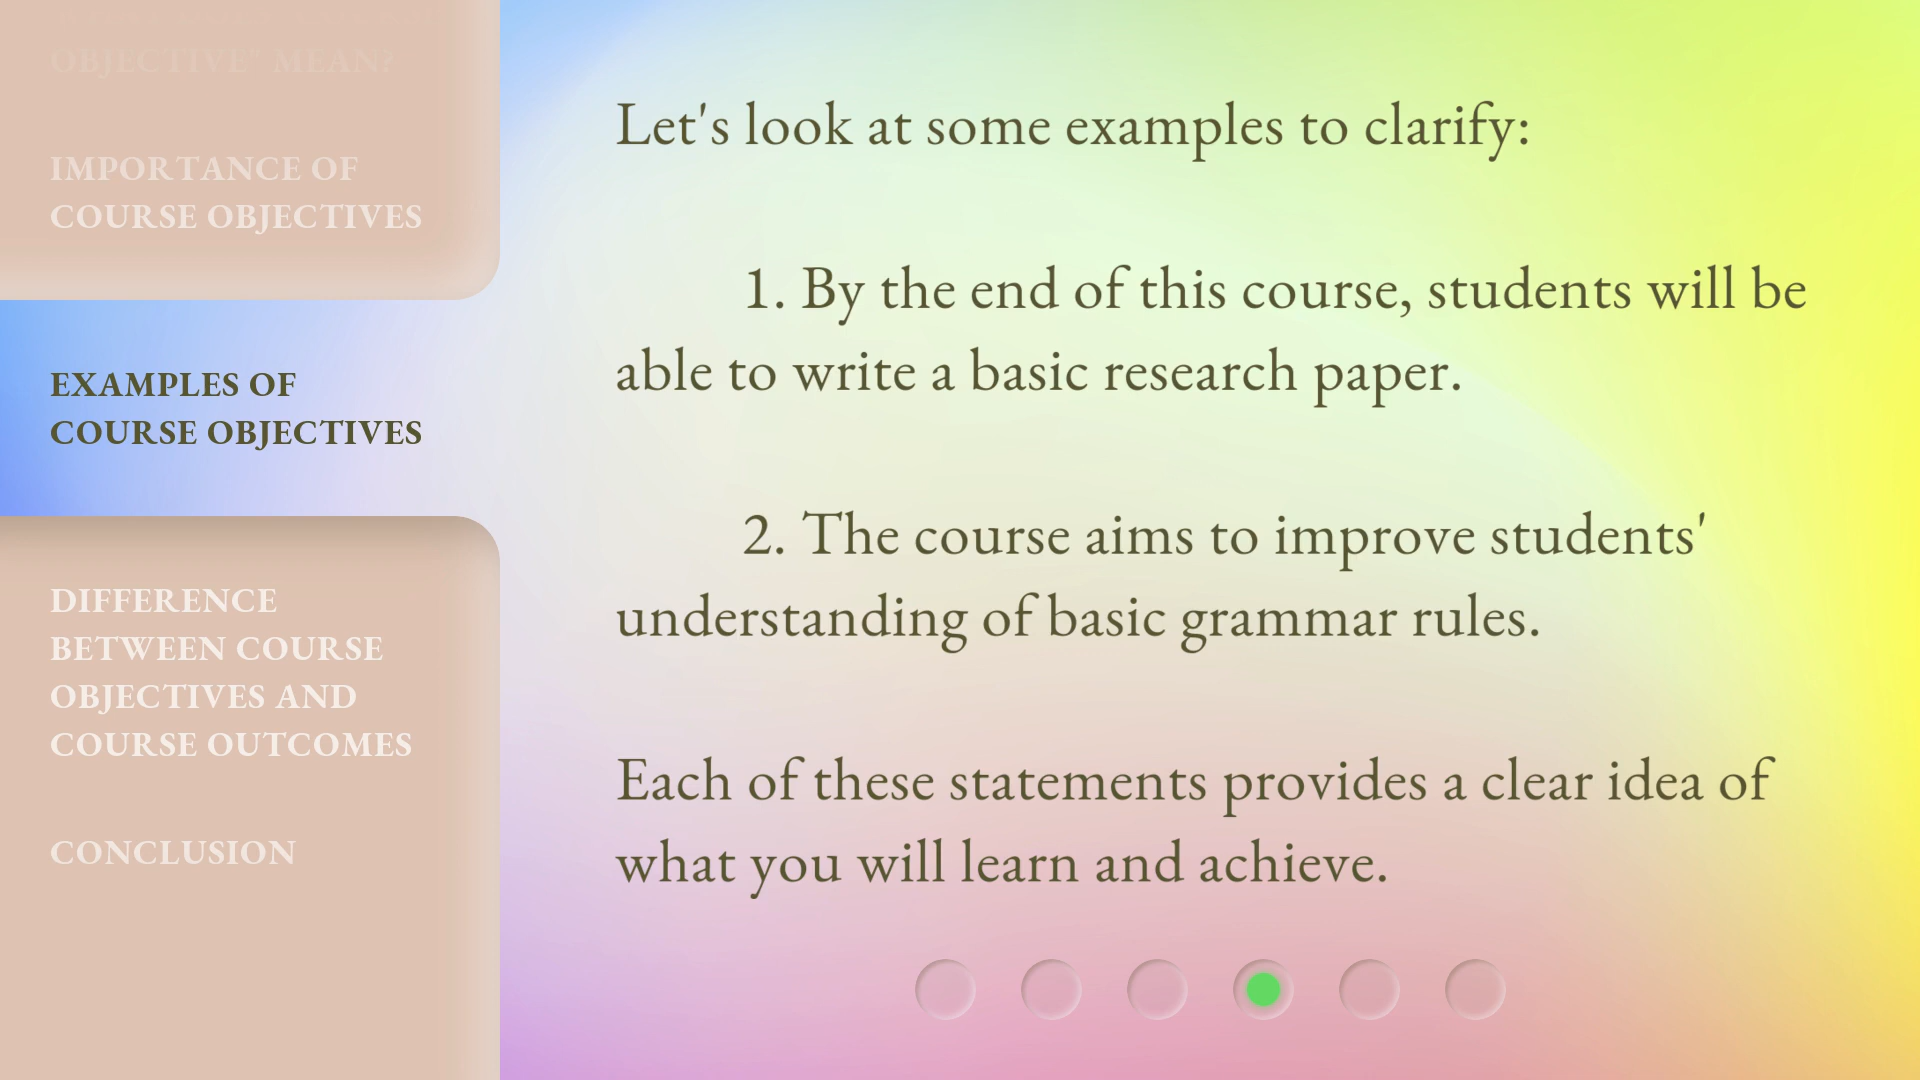 OBJECTIVE" MEAN?
IMPORTANCE OF
COURSE OBJECTIVES
EXAMPLES OF
COURSE OBJECTIVES
DIFFERENCE
BETWEEN COURSE
OBJECTIVES AND
COURSE OUTCOMES
CONCLUSION
Let's look at some examples to clarify:
1. By the end of this course, students will be
able to write a basic research paper.
2. The course aims to improve students'
understanding of basic grammar rules.
Each of these statements provides a clear idea of
what you will learn and achieve.